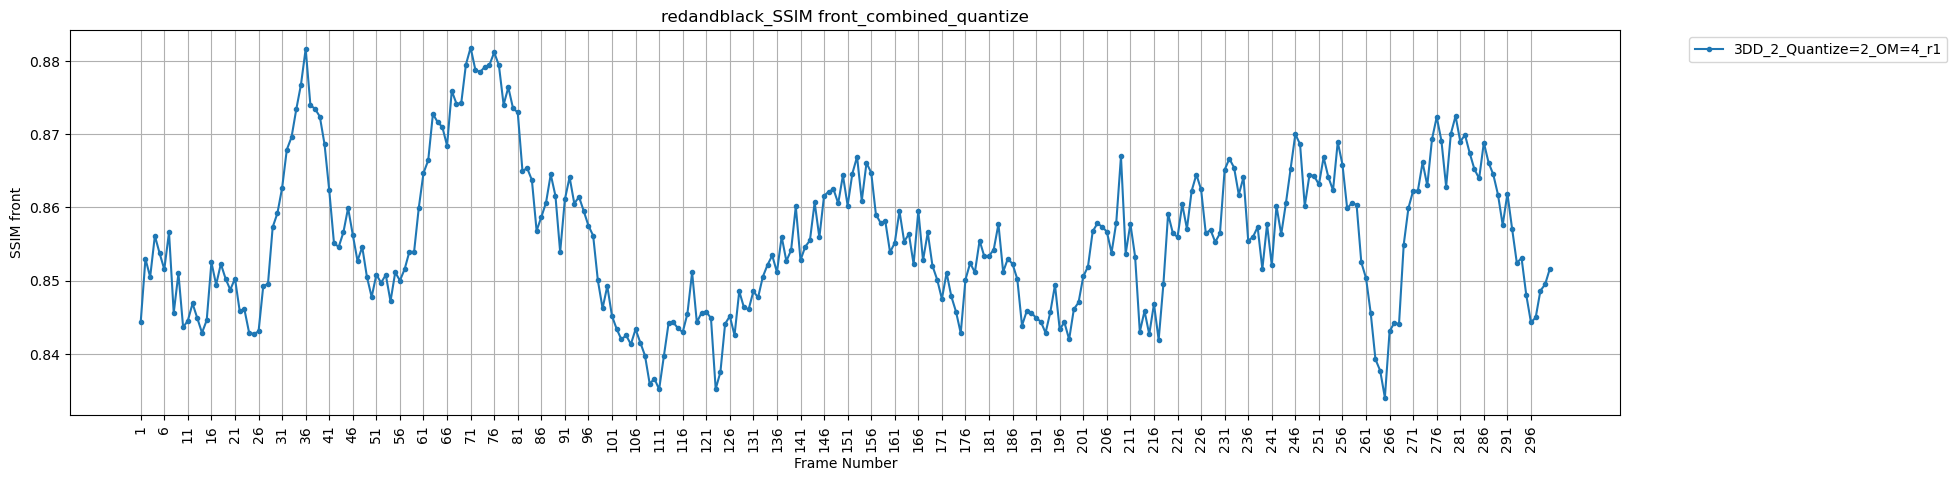 redandblack_SSIM front_combined_quantize
3DD_2_Quantize=2_OM=4_r1
SSIM front
0.88
0.87
0.86
0.85
0.84
1 6 11 16 21 26 31 36 41 46 51 56 61 66 71 76 81 86 91 96 101 106 111 116 121 126 131 136 141 146 151 156 161 166 171 176 181 186 191 196 201 206 211 216 221 226 231 236 241 246 251 256 261 266 271 276 281 286 291 296
Frame Number